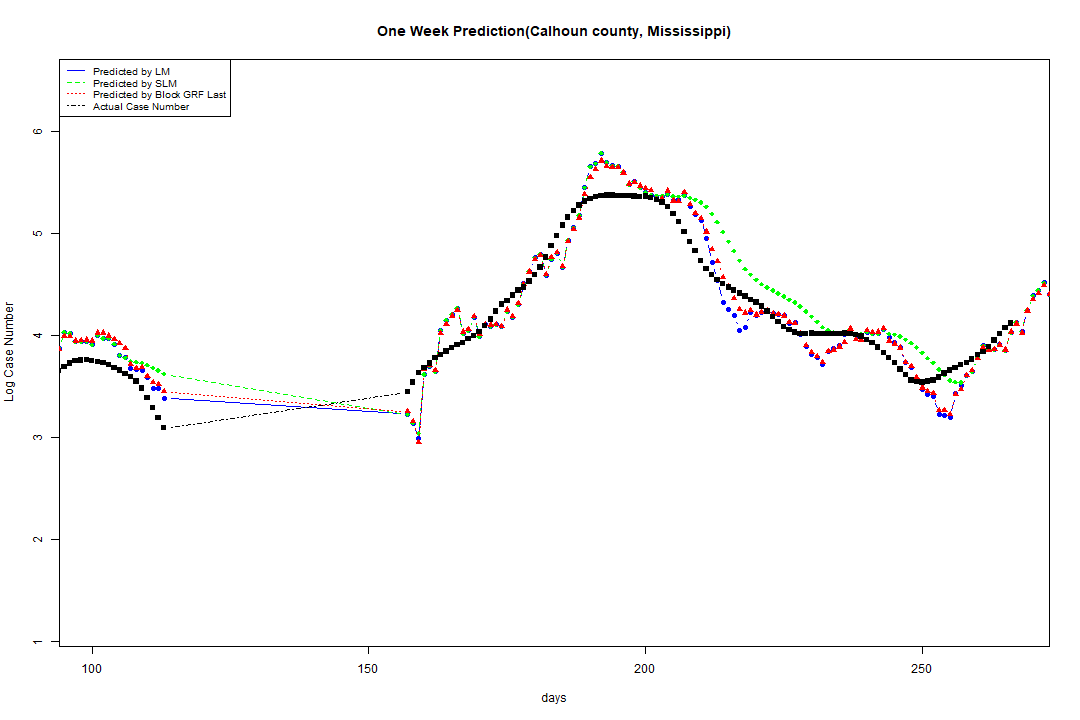 One Week Prediction(Calhoun county, Mississippi)
Predicted by LM
Predicted by SLM
Predicted by Block GRF Last
Actual Case Number
6
5
4
3
2
1
Log Case Number
100 150 200 250
days